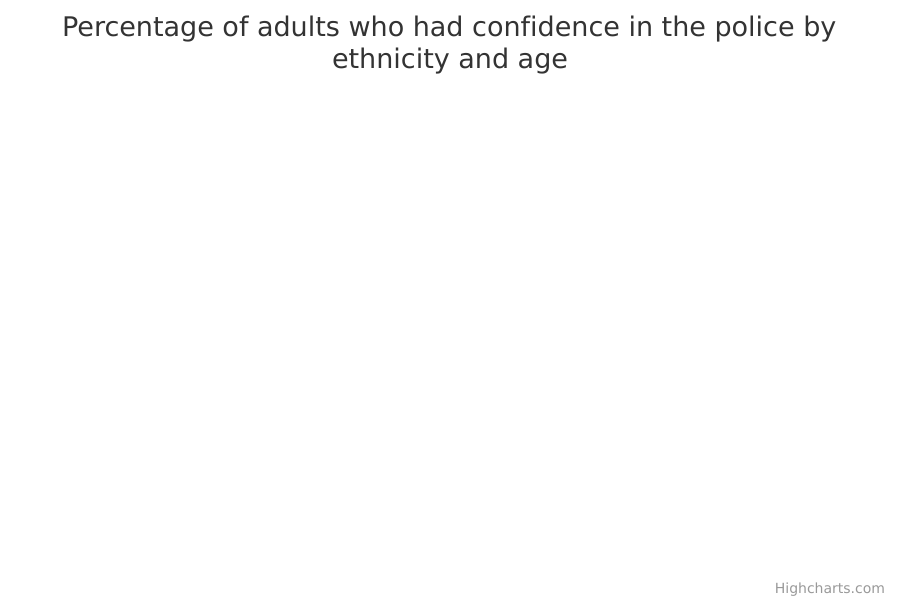 Percentage of adults who had confidence in the police by
ethnicity and age
Highcharts.com